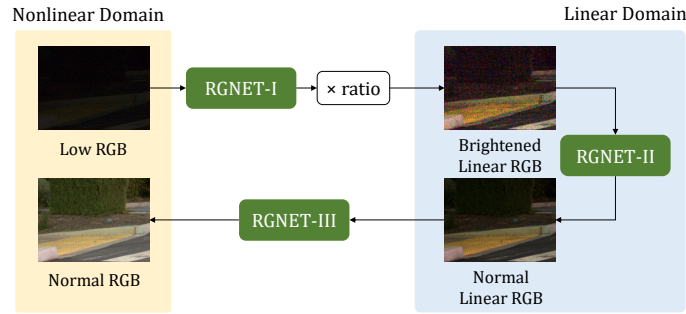 Nonlinear Domain
Linear Domain
RGNET-I
× ratio
Low RGB
Brightened
Linear RGB
RGNET-II
RGNET-III
Normal RGB
Normal
Linear RGB